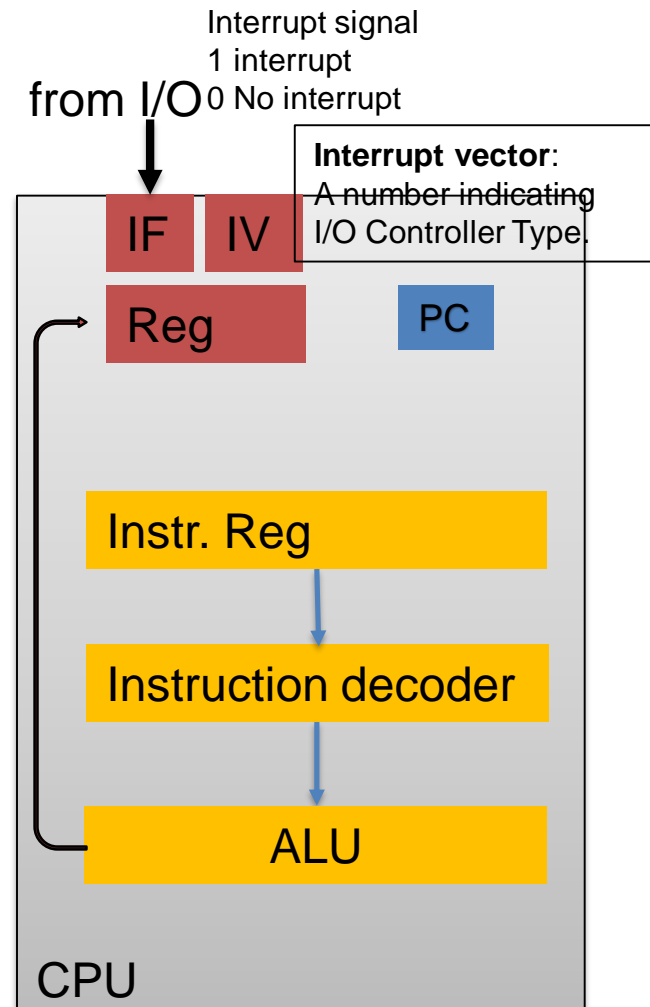 Interrupt signal
1 interrupt
from I/O 0 No interrupt
Interrupt vector:
A number indicating
I/O Controller Type.
IF IV
Reg PC
Instr. Reg
Instruction decoder
ALU
CPU